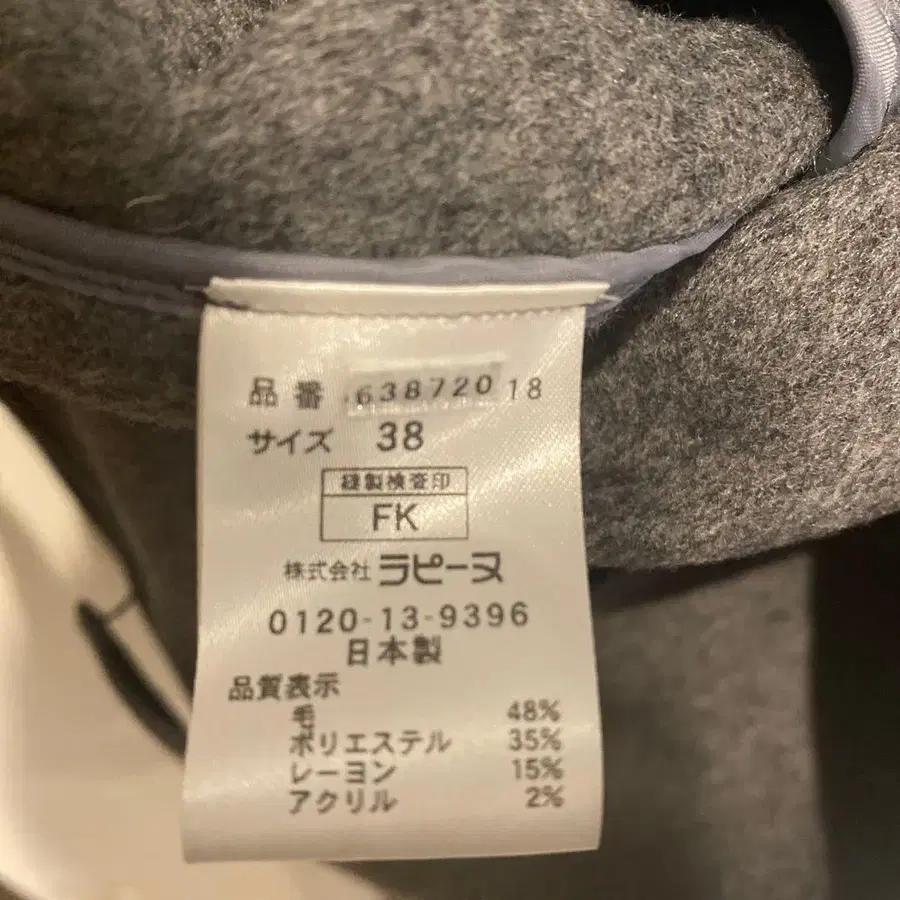 品番 638720 18
サイズ 38
縫製検査印
FK
株式会社 ラピーヌ
0120-13-9396
日本製
品質表示
毛 48%
ポリエステル 35%
レーヨン 15%
アクリル 2%